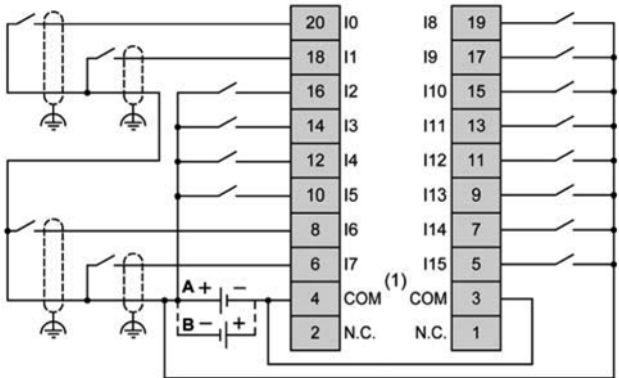 20 I0 I8 19
18 I1 I9 17
16 I2 I10 15
14 I3 I11 13
12 I4 I12 11
10 I5 I13 9
8 I6 I14 7
6 I7 I15 5
(1)
A + - 4 COM COM 3
B - + 2 N.C. N.C. 1